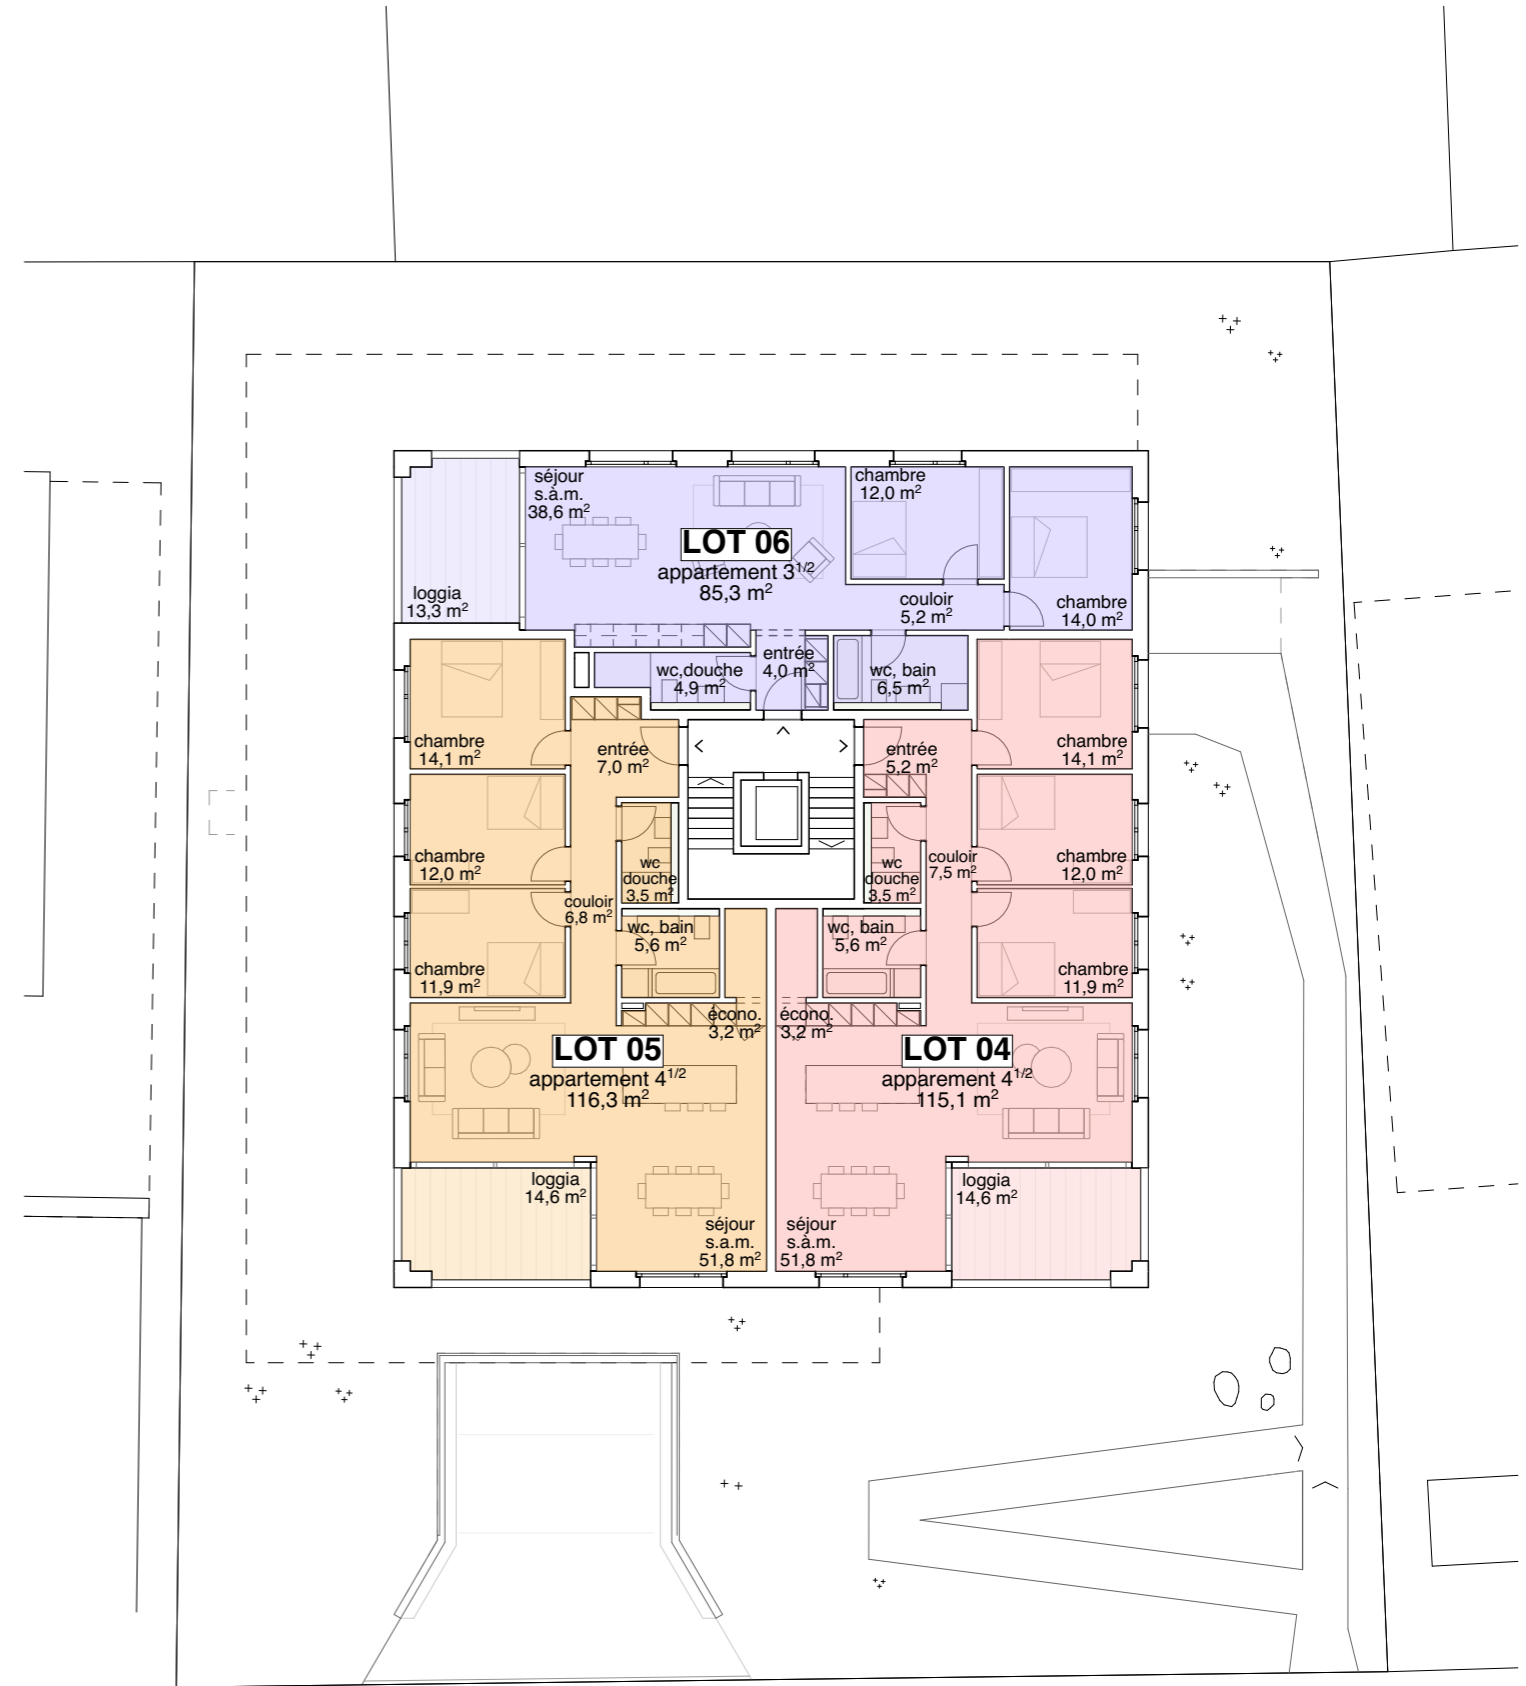 séjour
s.à.m.
38,6 m²
chambre
12,0 m²
LOT 06
appartement 3 1/2
85,3 m²
loggia
13,3 m²
couloir
5,2 m²
chambre
14,0 m²
entrée
4,0 m²
wc,douche
4,9 m²
wc, bain
6,5 m²
chambre
14,1 m²
entrée
7,0 m²
entrée
5,2 m²
chambre
14,1 m²
chambre
12,0 m²
wc
douche
3,5 m²
wc
douche
3,5 m²
couloir
7,5 m²
chambre
12,0 m²
couloir
6,8 m²
wc, bain
5,6 m²
wc, bain
5,6 m²
chambre
11,9 m²
chambre
11,9 m²
écono.
3,2 m²
écono.
3,2 m²
LOT 05
appartement 4 1/2
116,3 m²
LOT 04
apparement 4 1/2
115,1 m²
loggia
14,6 m²
loggia
14,6 m²
séjour
s.a.m.
51,8 m²
séjour
s.à.m.
51,8 m²